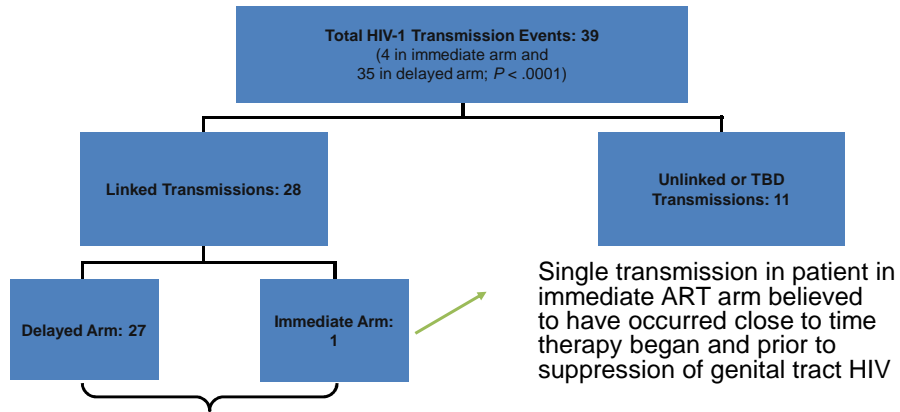 Total HIV-1 Transmission Events: 39
(4 in immediate arm and
35 in delayed arm; P < .0001)
Linked Transmissions: 28
Unlinked or TBD
Transmissions: 11
Delayed Arm: 27
Immediate Arm:
1
Single transmission in patient in
immediate ART arm believed
to have occurred close to time
therapy began and prior to
suppression of genital tract HIV